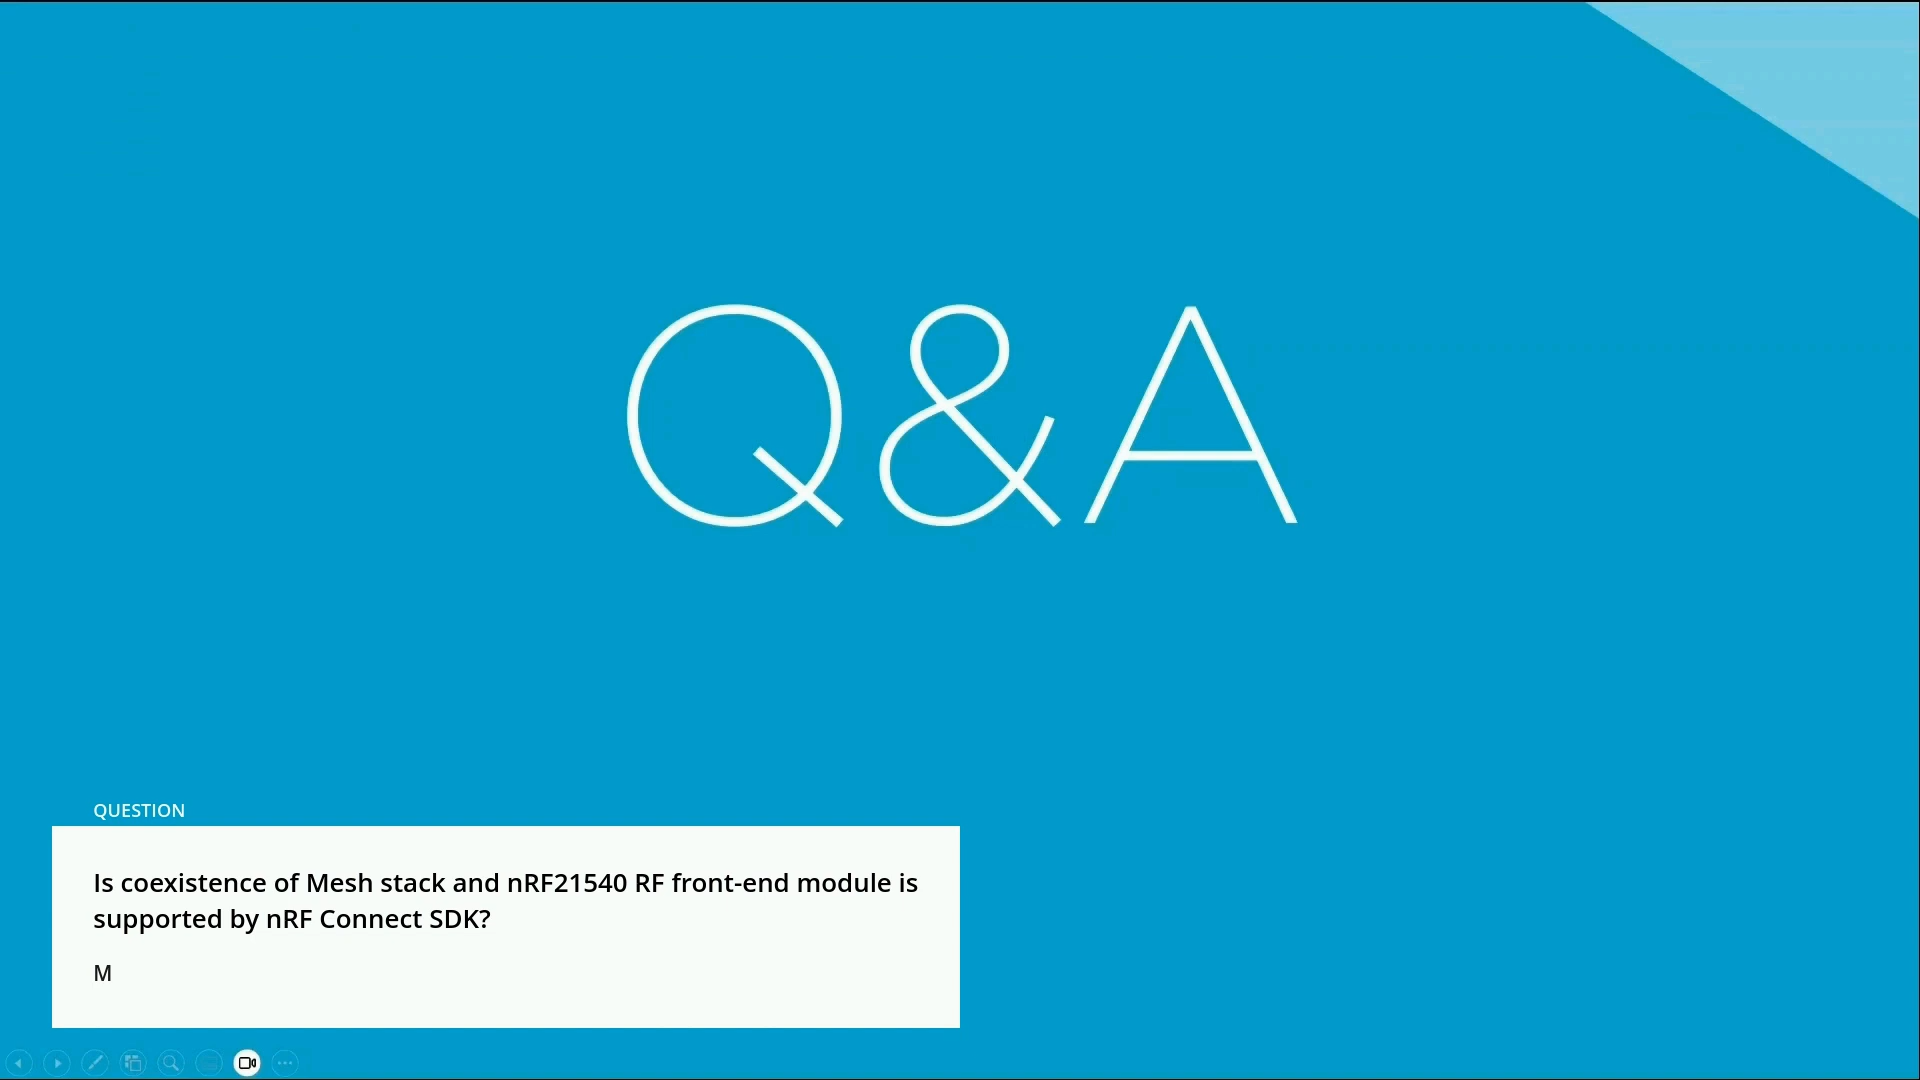 Q&A
QUESTION
Is coexistence of Mesh stack and nRF21540 RF front-end module is
supported by nRF Connect SDK?
M